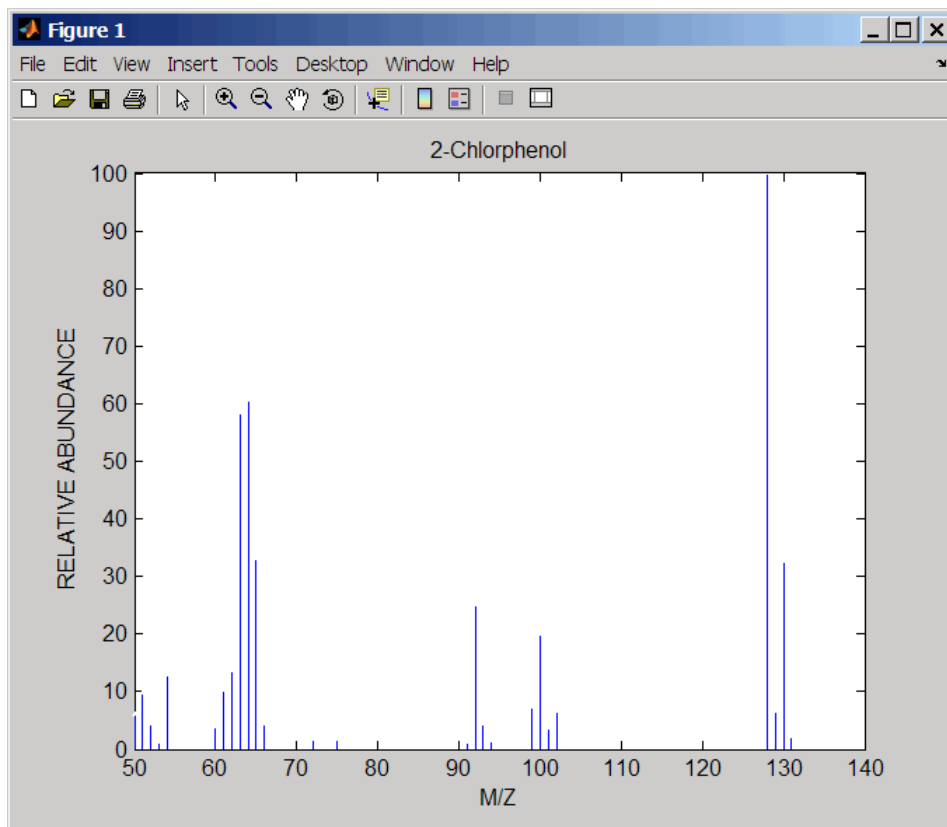 Figure 1
File Edit View Insert Tools Desktop Window Help
2-Chlorphenol
100
90
80
70
60
50
40
30
20
10
0
RELATIVE ABUNDANCE
50 60 70 80 90 100 110 120 130 140
M/Z